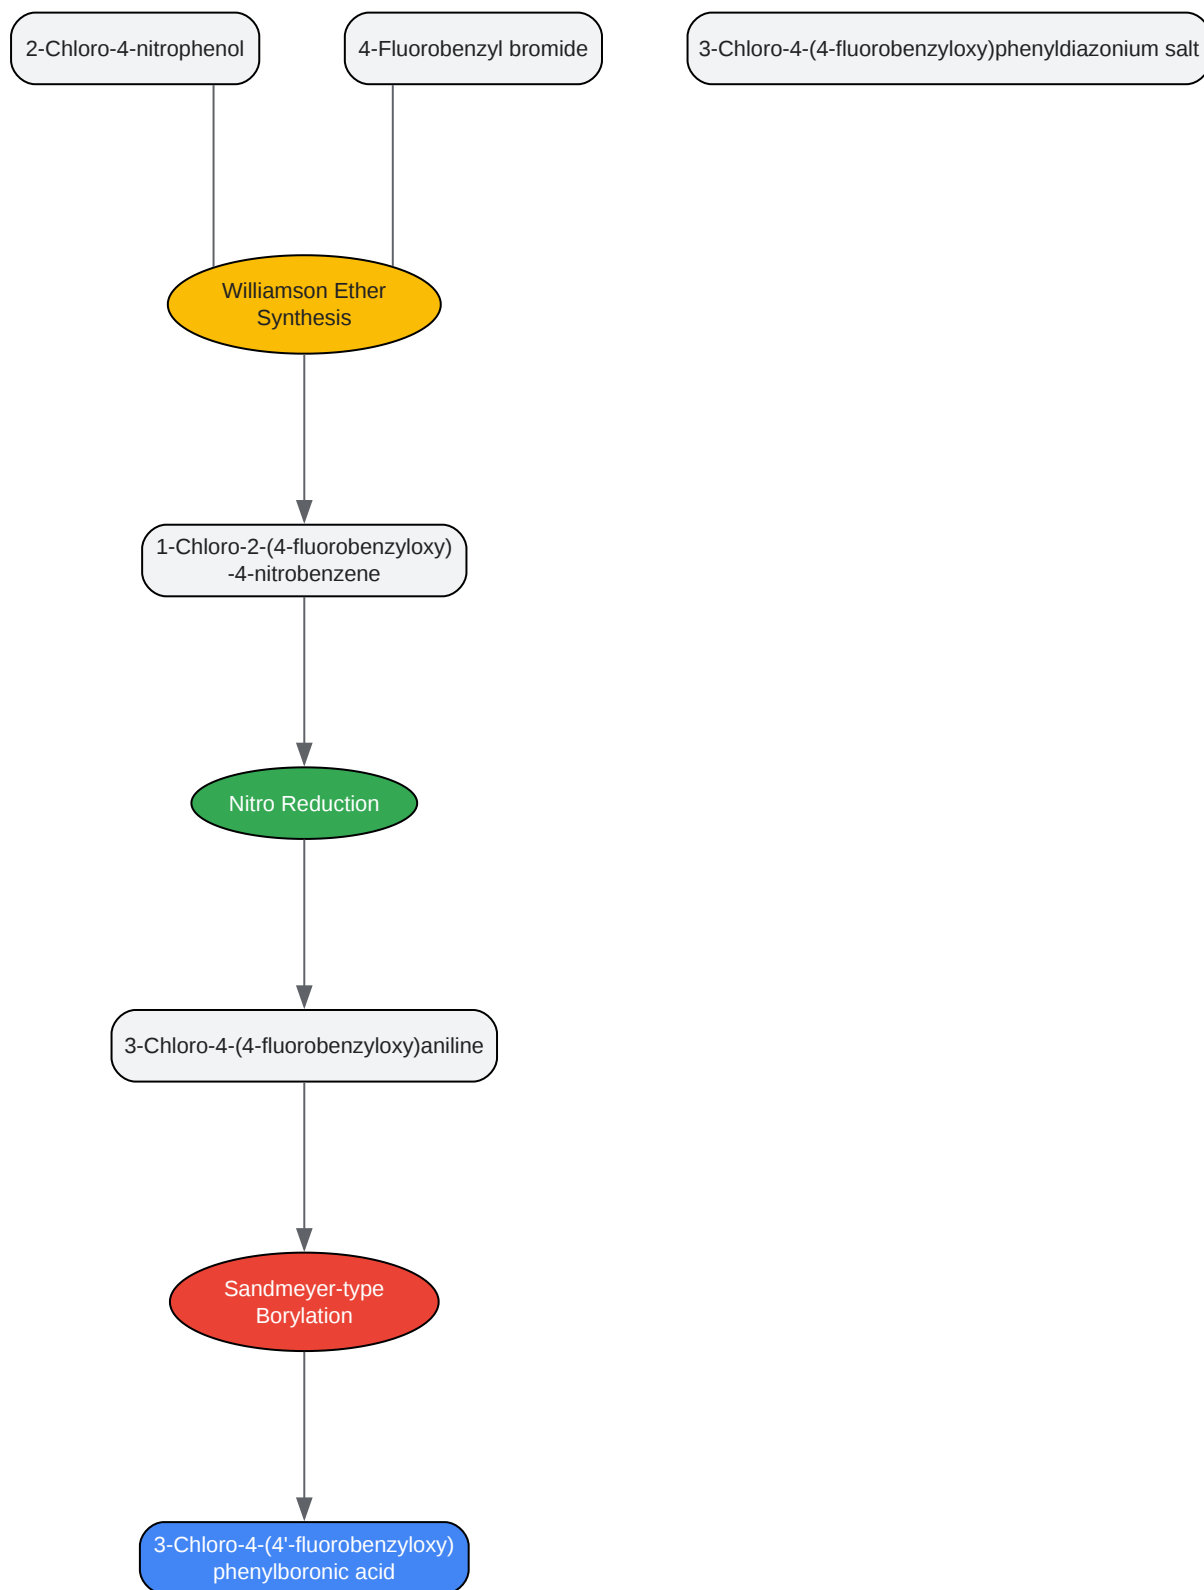 2-Chloro-4-nitrophenol
4-Fluorobenzyl bromide
3-Chloro-4-(4-fluorobenzyloxy)phenyldiazonium salt
Williamson Ether
Synthesis
1-Chloro-2-(4-fluorobenzyloxy)
-4-nitrobenzene
Nitro Reduction
3-Chloro-4-(4-fluorobenzyloxy)aniline
Sandmeyer-type
Borylation
3-Chloro-4-(4'-fluorobenzyloxy)
phenylboronic acid